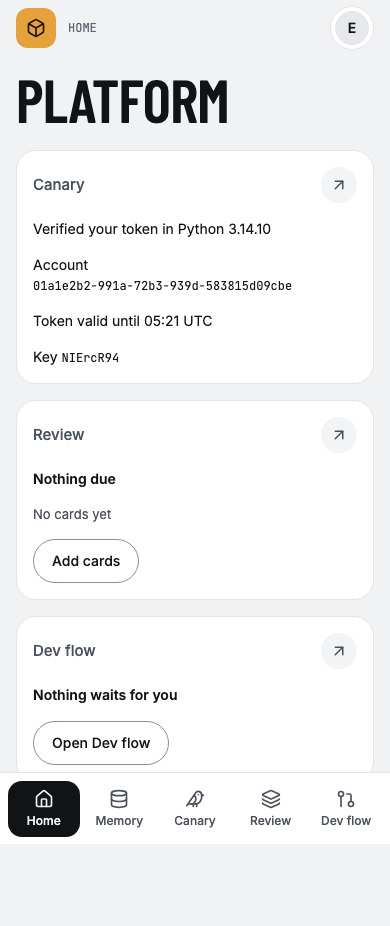 HOME
E
PLATFORM
Canary
Verified your token in Python 3.14.10
Account
01a1e2b2-991a-72b3-939d-583815d09cbe
Token valid until 05:21 UTC
Key NIErcR94
Review
Nothing due
No cards yet
Add cards
Dev flow
Nothing waits for you
Open Dev flow
Home
Memory
Canary
Review
Dev flow